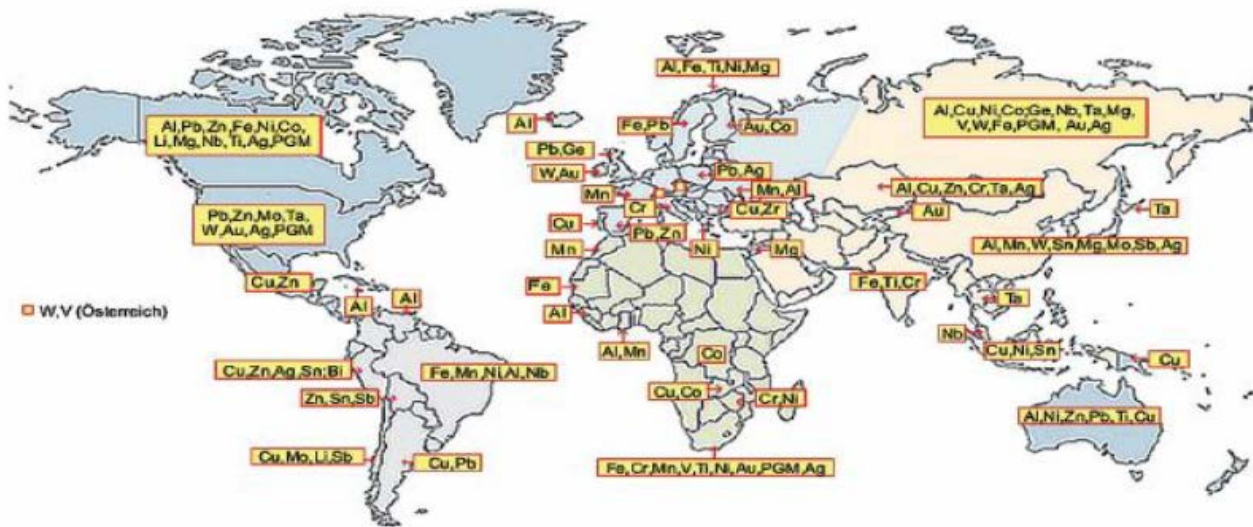 Al,Fe,Ti,Ni,Mg
Al,Pb,Zn,Fe,Ni,Co,
Li,Mg,Nb,Ti,Ag,PGM
Al
Fe,Pb
Au,Co
Al,Cu,Ni,Co;Ge,Nb,Ta,Mg,
V,W,Fe,PGM, Au,Ag
Pb,Ge
W,Au
Pb,Ag
Mn
Mn,Al
Al,Cu,Zn,Cr,Ta,Ag
Pb,Zn,Mo,Ta,
W,Au,Ag,PGM
Cr
Cu,Zr
Au
Ta
Cu
Pb,Zn
Mn
Ni
Mg
Al,Mn,W,Sn,Mg,Mo,Sb,Ag
Cu,Zn
Fe
Fe,Ti,Cr
W,V (Österreich)
Al
Al
Al
Ta
Al,Mn
Nb
Cu,Ni,Sn
Co
Cu
Cu,Zn,Ag,Sn;Bi
Fe,Mn,Ni,Al,Nb
Cu,Co
Zn,Sn,Sb
Cr,Ni
Al,Ni,Zn,Pb,Ti,Cu
Cu,Mo,Li,Sb
Cu,Pb
Fe,Cr,Mn,V,Ti,Ni,Au,PGM,Ag